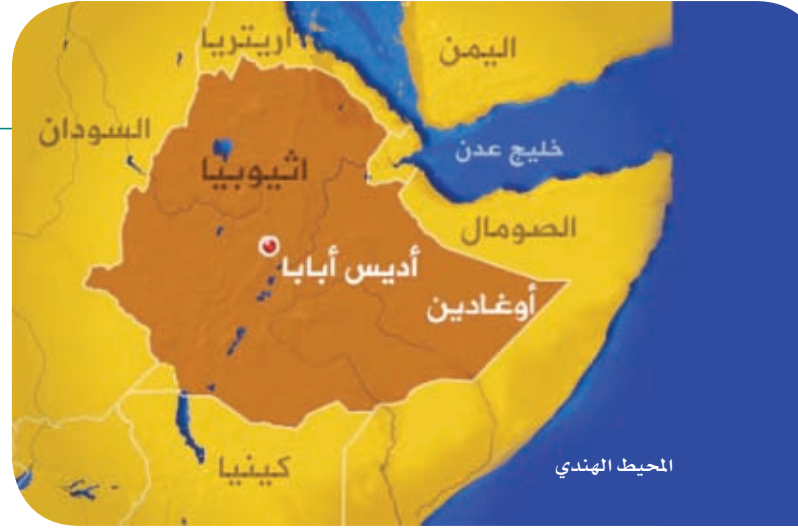 اريتريا
اليمن
السودان
خليج عدن
اثيوبيا
الصومال
أديس أبابا
أوغادين
المحيط الهندي
كينيا